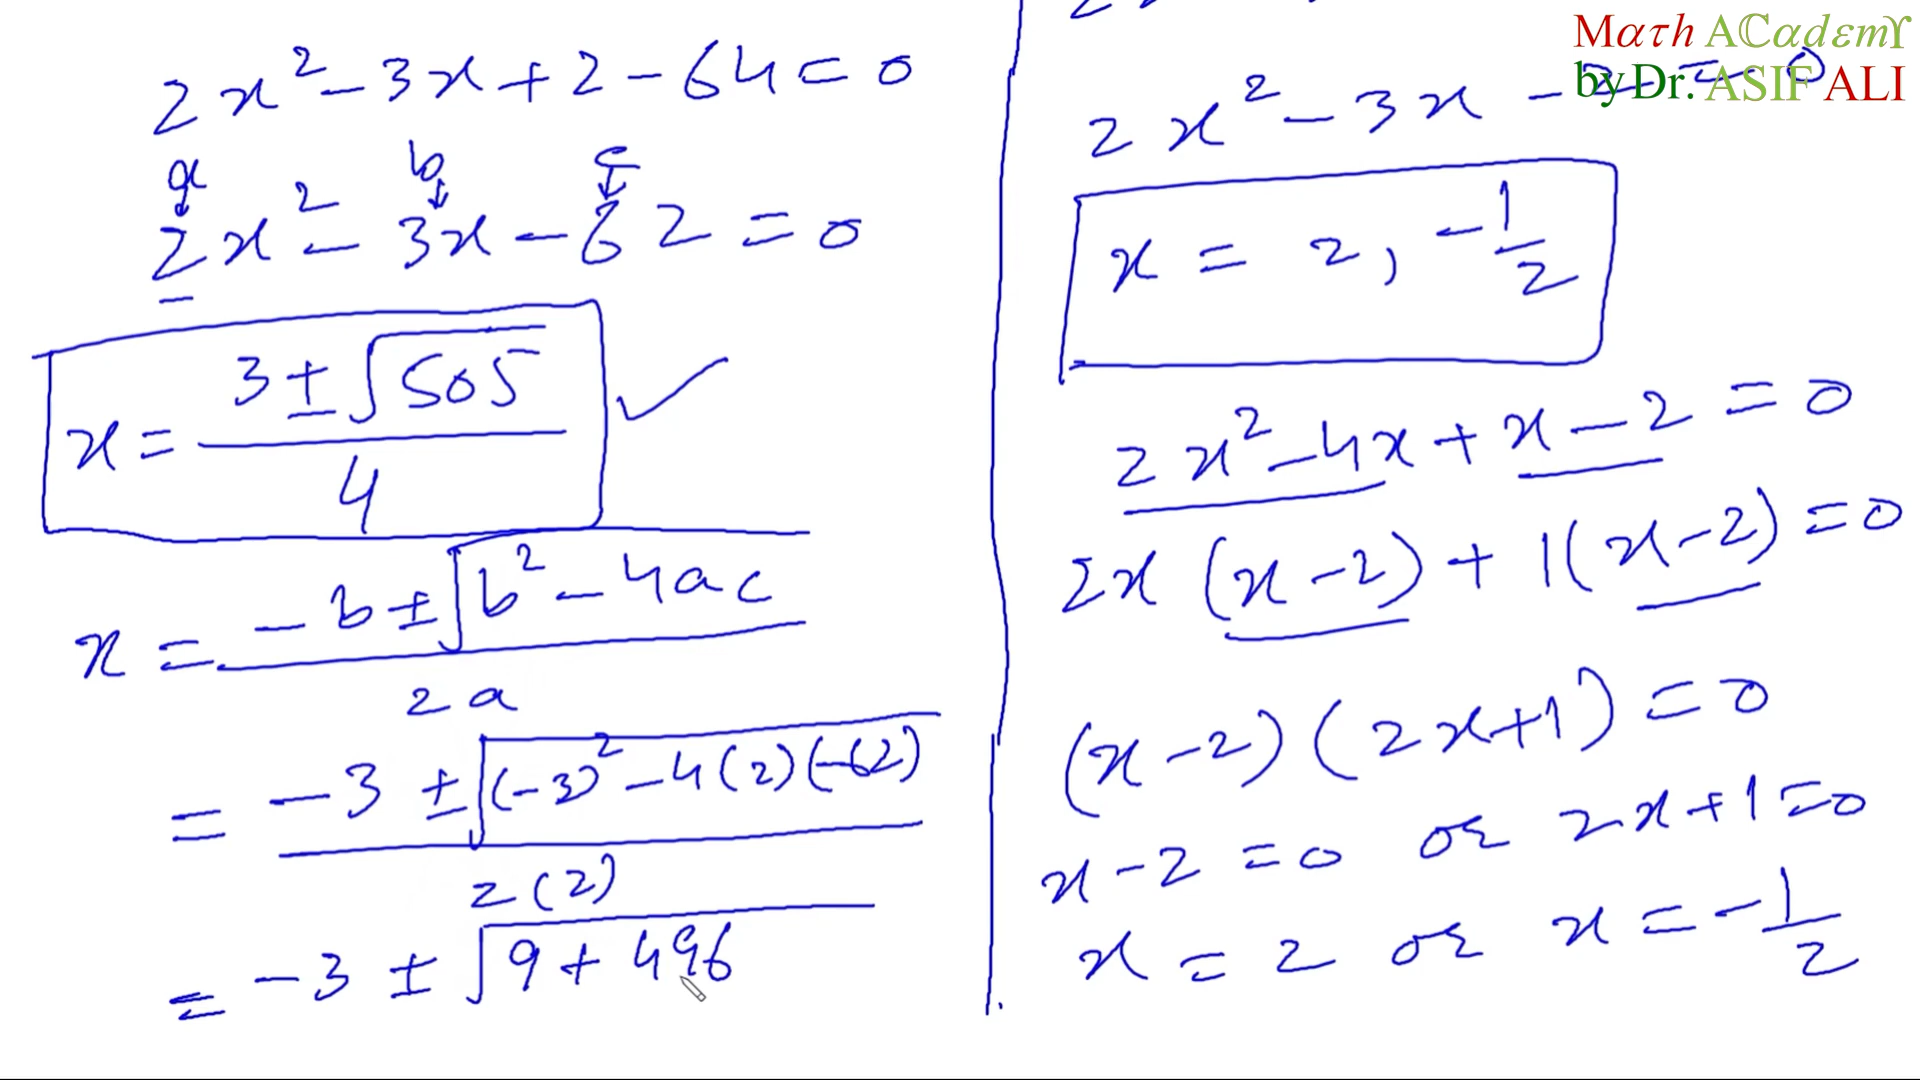 2x² - 3x + 2 - 64 = 0
a b c
2x² - 3x - 62 = 0
x = (3 ± √505) / 4 ✓
x = (-b ± √(b² - 4ac)) / 2a
= (-3 ± √((-3)² - 4(2)(-62))) / 2(2)
= -3 ± √(9 + 496
Mατh ACαdεmϒ
by Dr. ASIF ALI
2x² - 3x - 2 = 0
x = 2, -1/2
2x² - 4x + x - 2 = 0
2x (x - 2) + 1(x - 2) = 0
(x - 2) (2x + 1) = 0
x - 2 = 0 or 2x + 1 = 0
x = 2 or x = -1/2